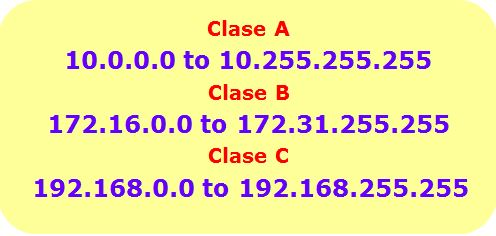 Clase A
10.0.0.0 to 10.255.255.255
Clase B
172.16.0.0 to 172.31.255.255
Clase C
192.168.0.0 to 192.168.255.255